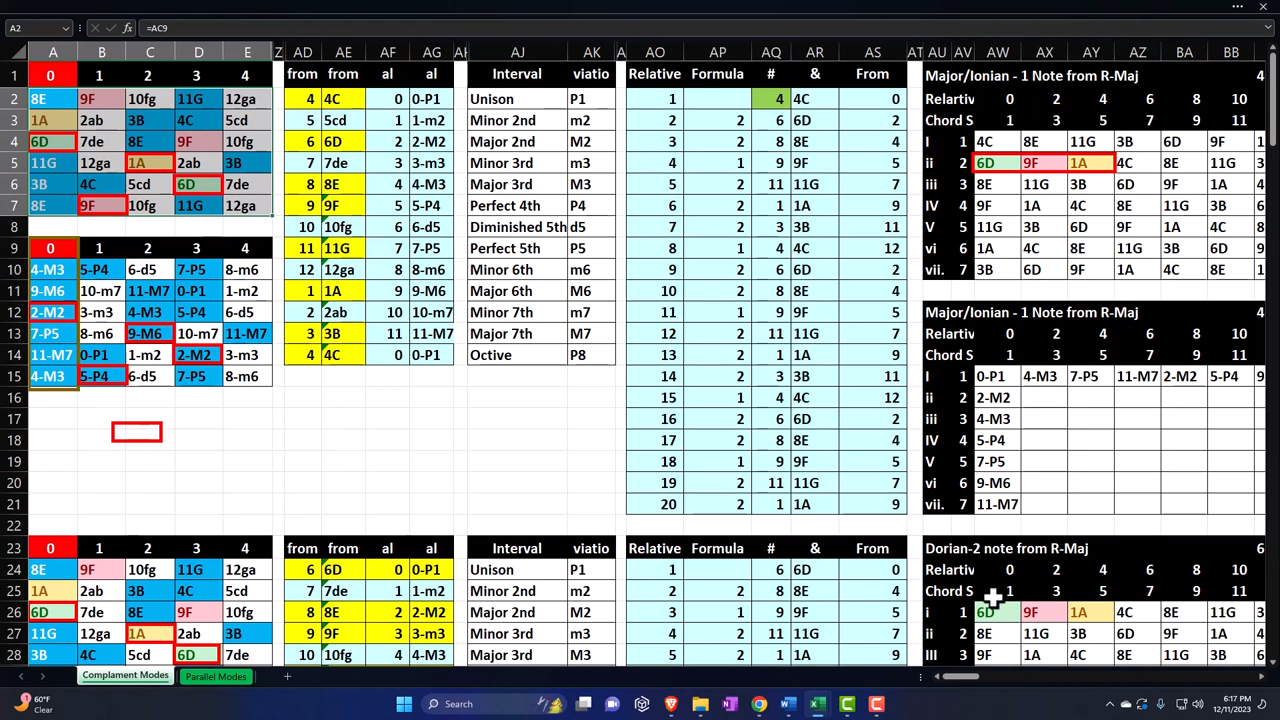 A2 fx =AC9
A B C D E Z AD AE AF AG AH AJ AK A AO AP AQ AR AS AT AU AV AW AX AY AZ BA BB
1 0 1 2 3 4 from from al al Interval viatio Relative Formula # & From Major/Ionian - 1 Note from R-Maj 4
2 8E 9F 10fg 11G 12ga 4 4C 0 0-P1 Unison P1 1 4 4C 0 Relartiv 0 2 4 6 8 10
3 1A 2ab 3B 4C 5cd 5 5cd 1 1-m2 Minor 2nd m2 2 2 6 6D 2 Chord S 1 3 5 7 9 11
4 6D 7de 8E 9F 10fg 6 6D 2 2-M2 Major 2nd M2 3 2 8 8E 4 I 1 4C 8E 11G 3B 6D 9F
5 11G 12ga 1A 2ab 3B 7 7de 3 3-m3 Minor 3rd m3 4 1 9 9F 5 ii 2 6D 9F 1A 4C 8E 11G
6 3B 4C 5cd 6D 7de 8 8E 4 4-M3 Major 3rd M3 5 2 11 11G 7 iii 3 8E 11G 3B 6D 9F 1A
7 8E 9F 10fg 11G 12ga 9 9F 5 5-P4 Perfect 4th P4 6 2 1 1A 9 IV 4 9F 1A 4C 8E 11G 3B
8 10 10fg 6 6-d5 Diminished 5th d5 7 2 3 3B 11 V 5 11G 3B 6D 9F 1A 4C
9 0 1 2 3 4 11 11G 7 7-P5 Perfect 5th P5 8 1 4 4C 12 vi 6 1A 4C 8E 11G 3B 6D
10 4-M3 5-P4 6-d5 7-P5 8-m6 12 12ga 8 8-m6 Minor 6th m6 9 2 6 6D 2 vii. 7 3B 6D 9F 1A 4C 8E
11 9-M6 10-m7 11-M7 0-P1 1-m2 1 1A 9 9-M6 Major 6th M6 10 2 8 8E 4
12 2-M2 3-m3 4-M3 5-P4 6-d5 2 2ab 10 10-m7 Minor 7th m7 11 1 9 9F 5 Major/Ionian - 1 Note from R-Maj 4
13 7-P5 8-m6 9-M6 10-m7 11-M7 3 3B 11 11-M7 Major 7th M7 12 2 11 11G 7 Relartiv 0 2 4 6 8 10
14 11-M7 0-P1 1-m2 2-M2 3-m3 4 4C 0 0-P1 Octive P8 13 2 1 1A 9 Chord S 1 3 5 7 9 11
15 4-M3 5-P4 6-d5 7-P5 8-m6 14 2 3 3B 11 I 1 0-P1 4-M3 7-P5 11-M7 2-M2 5-P4 9
16 15 1 4 4C 12 ii 2 2-M2
17 16 2 6 6D 2 iii 3 4-M3
18 17 2 8 8E 4 IV 4 5-P4
19 18 1 9 9F 5 V 5 7-P5
20 19 2 11 11G 7 vi 6 9-M6
21 20 2 1 1A 9 vii. 7 11-M7
22
23 0 1 2 3 4 from from al al Interval viatio Relative Formula # & From Dorian-2 note from R-Maj 6
24 8E 9F 10fg 11G 12ga 6 6D 0 0-P1 Unison P1 1 6 6D 0 Relartiv 0 2 4 6 8 10
25 1A 2ab 3B 4C 5cd 7 7de 1 1-m2 Minor 2nd m2 2 2 8 8E 2 Chord S 1 3 5 7 9 11
26 6D 7de 8E 9F 10fg 8 8E 2 2-M2 Major 2nd M2 3 1 9 9F 3 i 1 6D 9F 1A 4C 8E 11G 3
27 11G 12ga 1A 2ab 3B 9 9F 3 3-m3 Minor 3rd m3 4 2 11 11G 5 ii 2 8E 11G 3B 6D 9F 1A
28 3B 4C 5cd 6D 7de 10 10fg 4 4-M3 Major 3rd M3 5 2 1 1A 7 III 3 9F 1A 4C 8E 11G 3B
Complament Modes Parallel Modes
60°F
Clear
Search
6:17 PM
12/11/2023